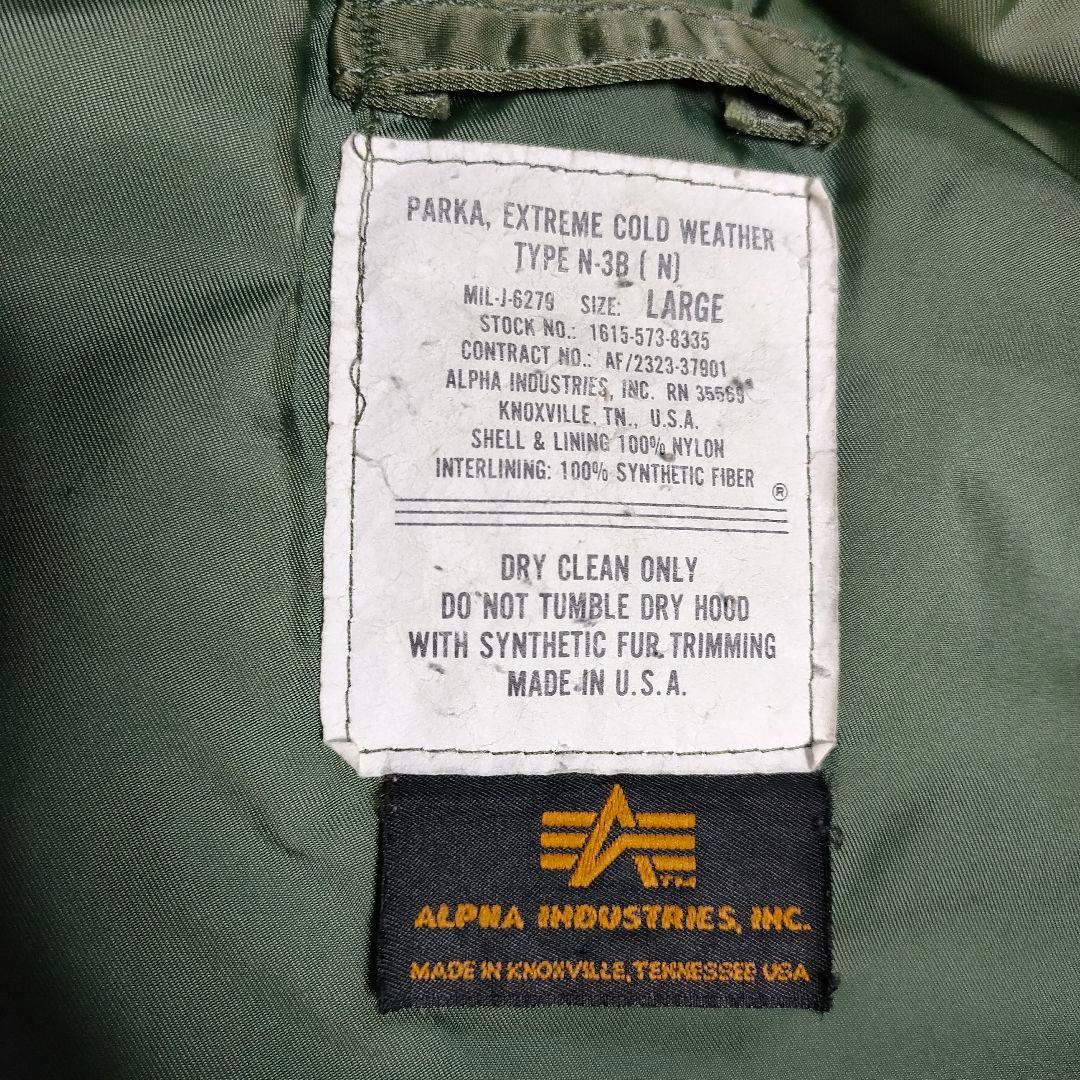 PARKA, EXTREME COLD WEATHER
TYPE N-3B ( N)
MIL-J-6279 SIZE: LARGE
STOCK NO.: 1615-573-8335
CONTRACT NO.: AF/2323-37901
ALPHA INDUSTRIES, INC. RN 35569
KNOXVILLE, TN., U.S.A.
SHELL & LINING 100% NYLON
INTERLINING: 100% SYNTHETIC FIBER
®
DRY CLEAN ONLY
DO NOT TUMBLE DRY HOOD
WITH SYNTHETIC FUR TRIMMING
MADE IN U.S.A.
TM
ALPHA INDUSTRIES, INC.
MADE IN KNOXVILLE, TENNESSEE USA